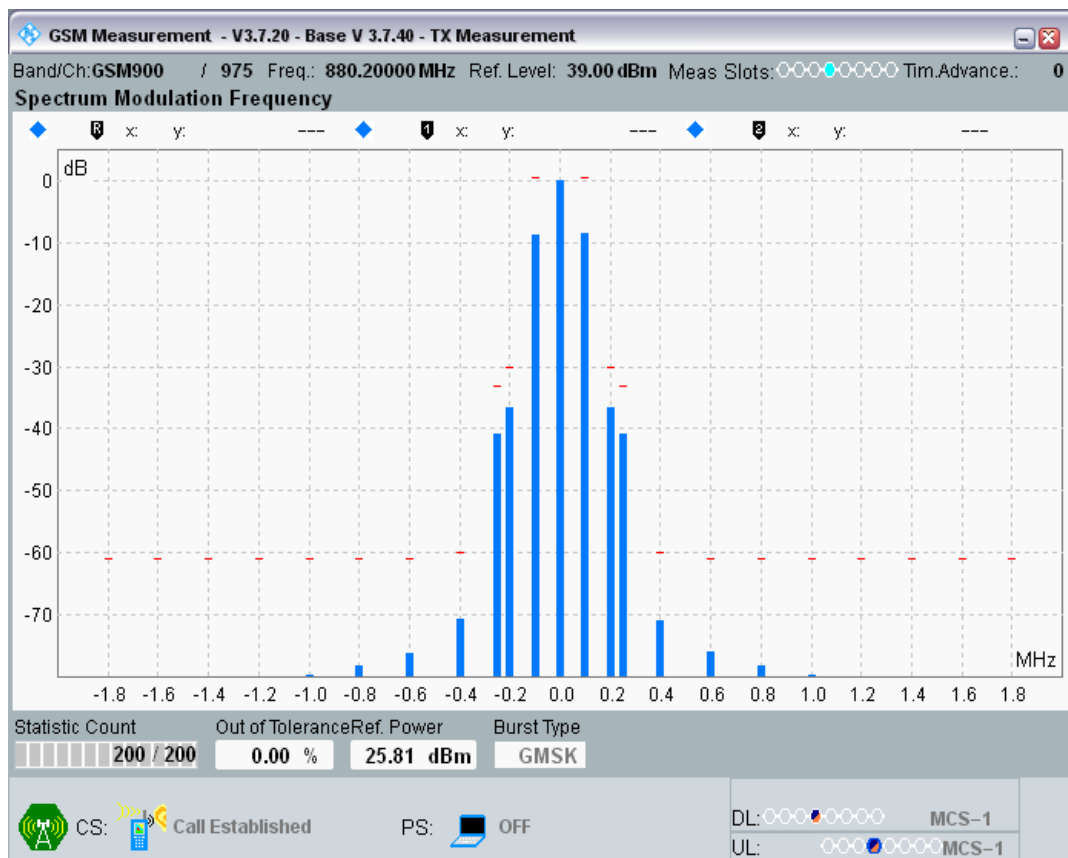 GSM Measurement - V3.7.20 - Base V 3.7.40 - TX Measurement
Band/Ch:GSM900 / 975 Freq.: 880.20000 MHz Ref. Level: 39.00 dBm Meas Slots: Tim.Advance.: 0
Spectrum Modulation Frequency
R x: y: --- 1 x: y: --- 2 x: y: ---
dB
0
-10
-20
-30
-40
-50
-60
-70
MHz
-1.8 -1.6 -1.4 -1.2 -1.0 -0.8 -0.6 -0.4 -0.2 0.0 0.2 0.4 0.6 0.8 1.0 1.2 1.4 1.6 1.8
Statistic Count Out of Tolerance Ref. Power Burst Type
200 / 200 0.00 % 25.81 dBm GMSK
CS: Call Established PS: OFF
DL: MCS-1
UL: MCS-1